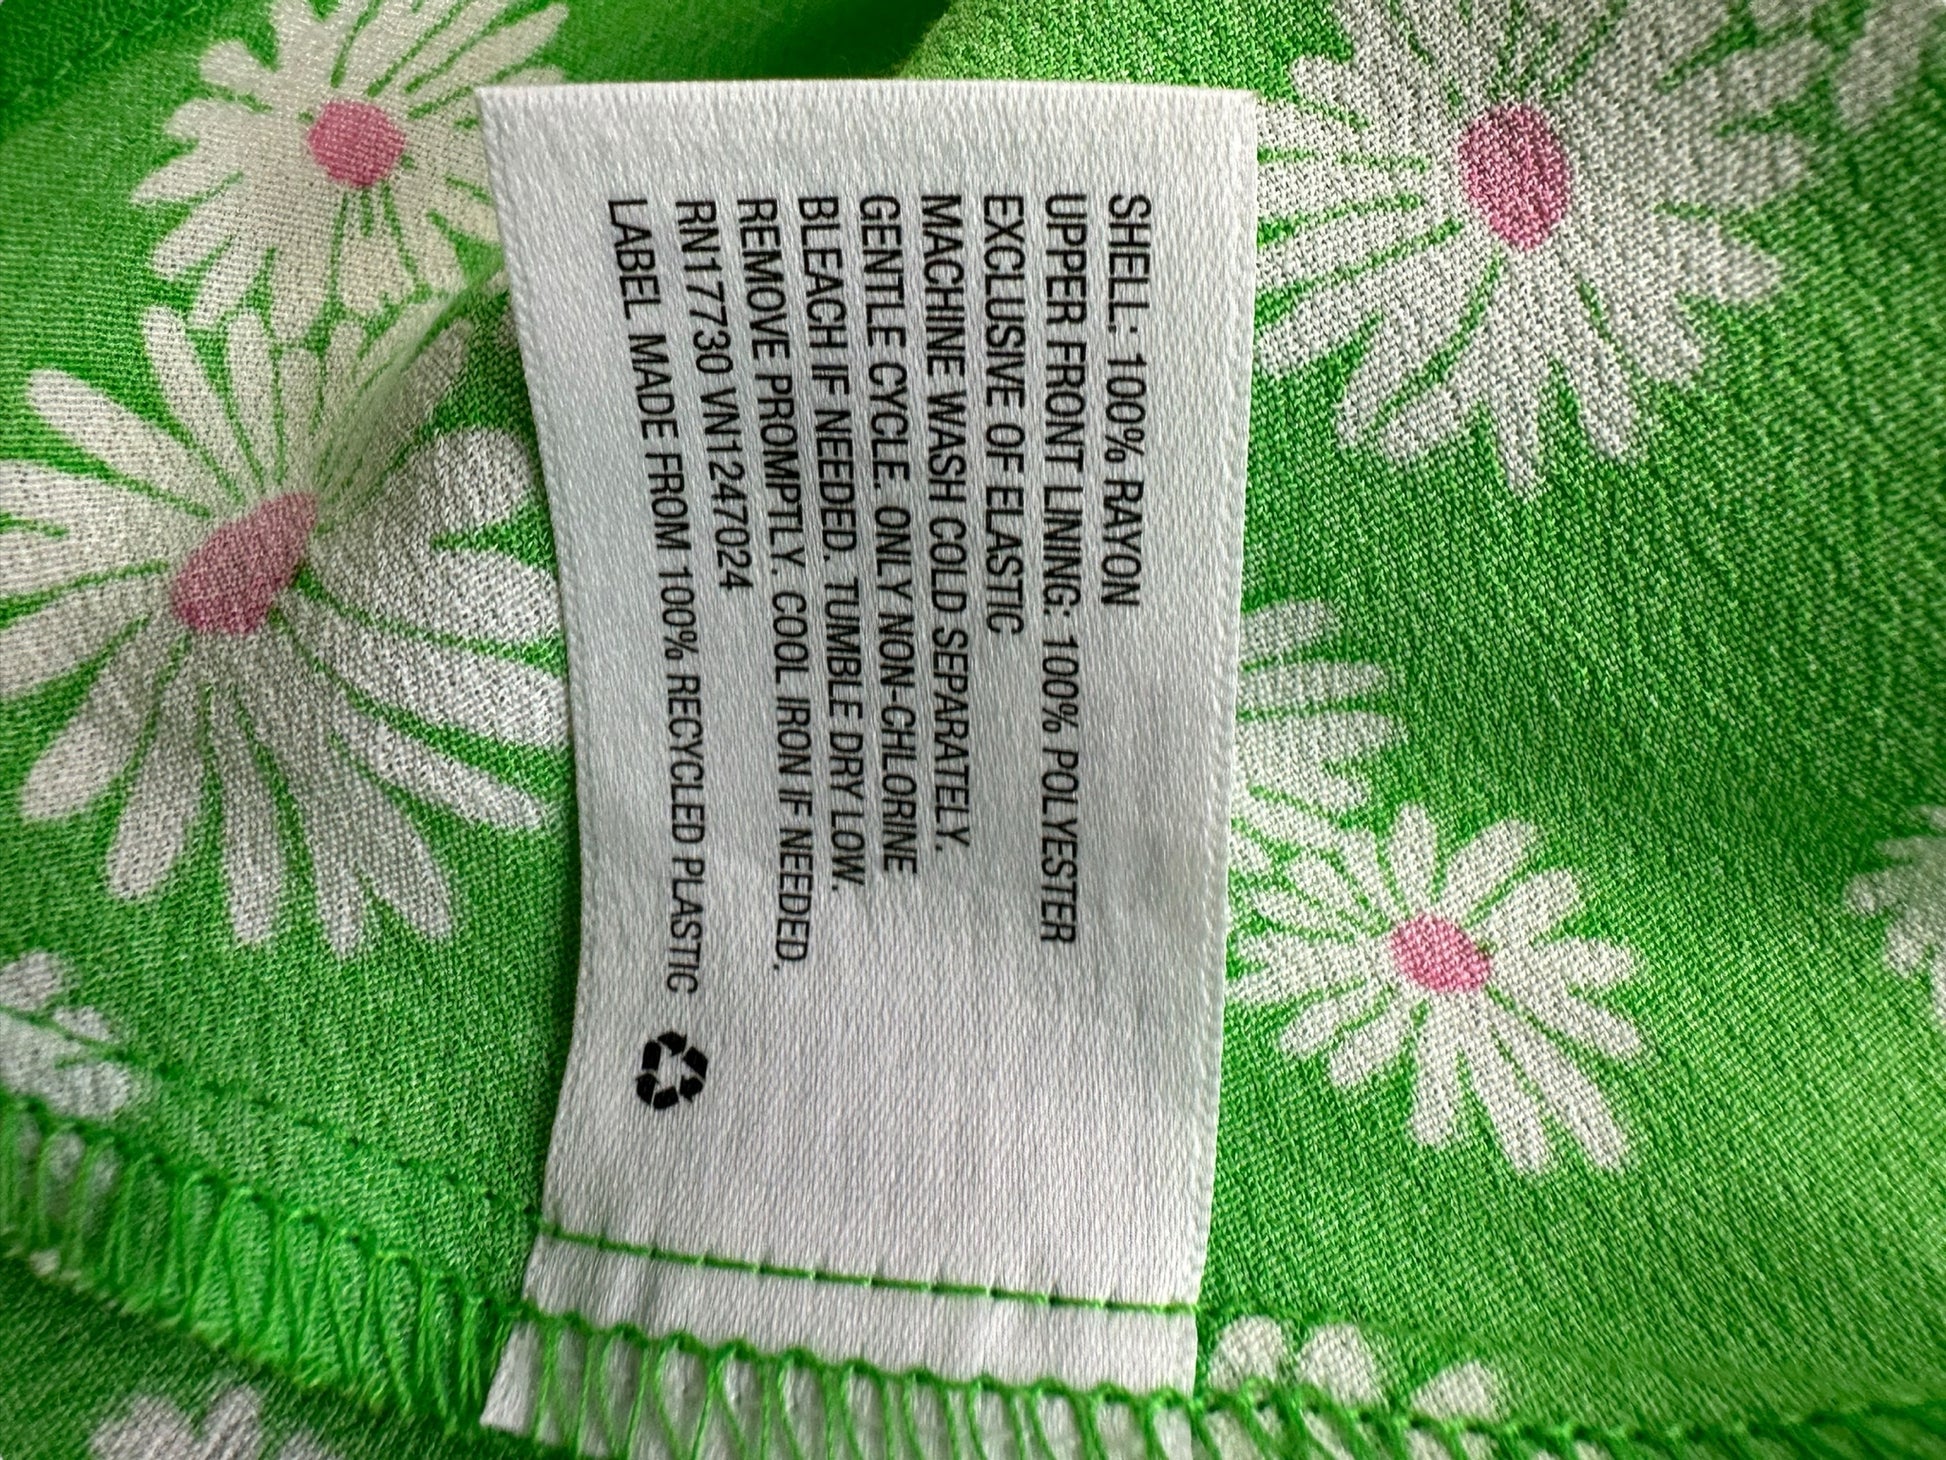 SHELL: 100% RAYON
UPPER FRONT LINING: 100% POLYESTER
EXCLUSIVE OF ELASTIC
MACHINE WASH COLD SEPARATELY.
GENTLE CYCLE. ONLY NON-CHLORINE
BLEACH IF NEEDED. TUMBLE DRY LOW.
REMOVE PROMPTLY. COOL IRON IF NEEDED.
RN17730 VN1247024
LABEL MADE FROM 100% RECYCLED PLASTIC